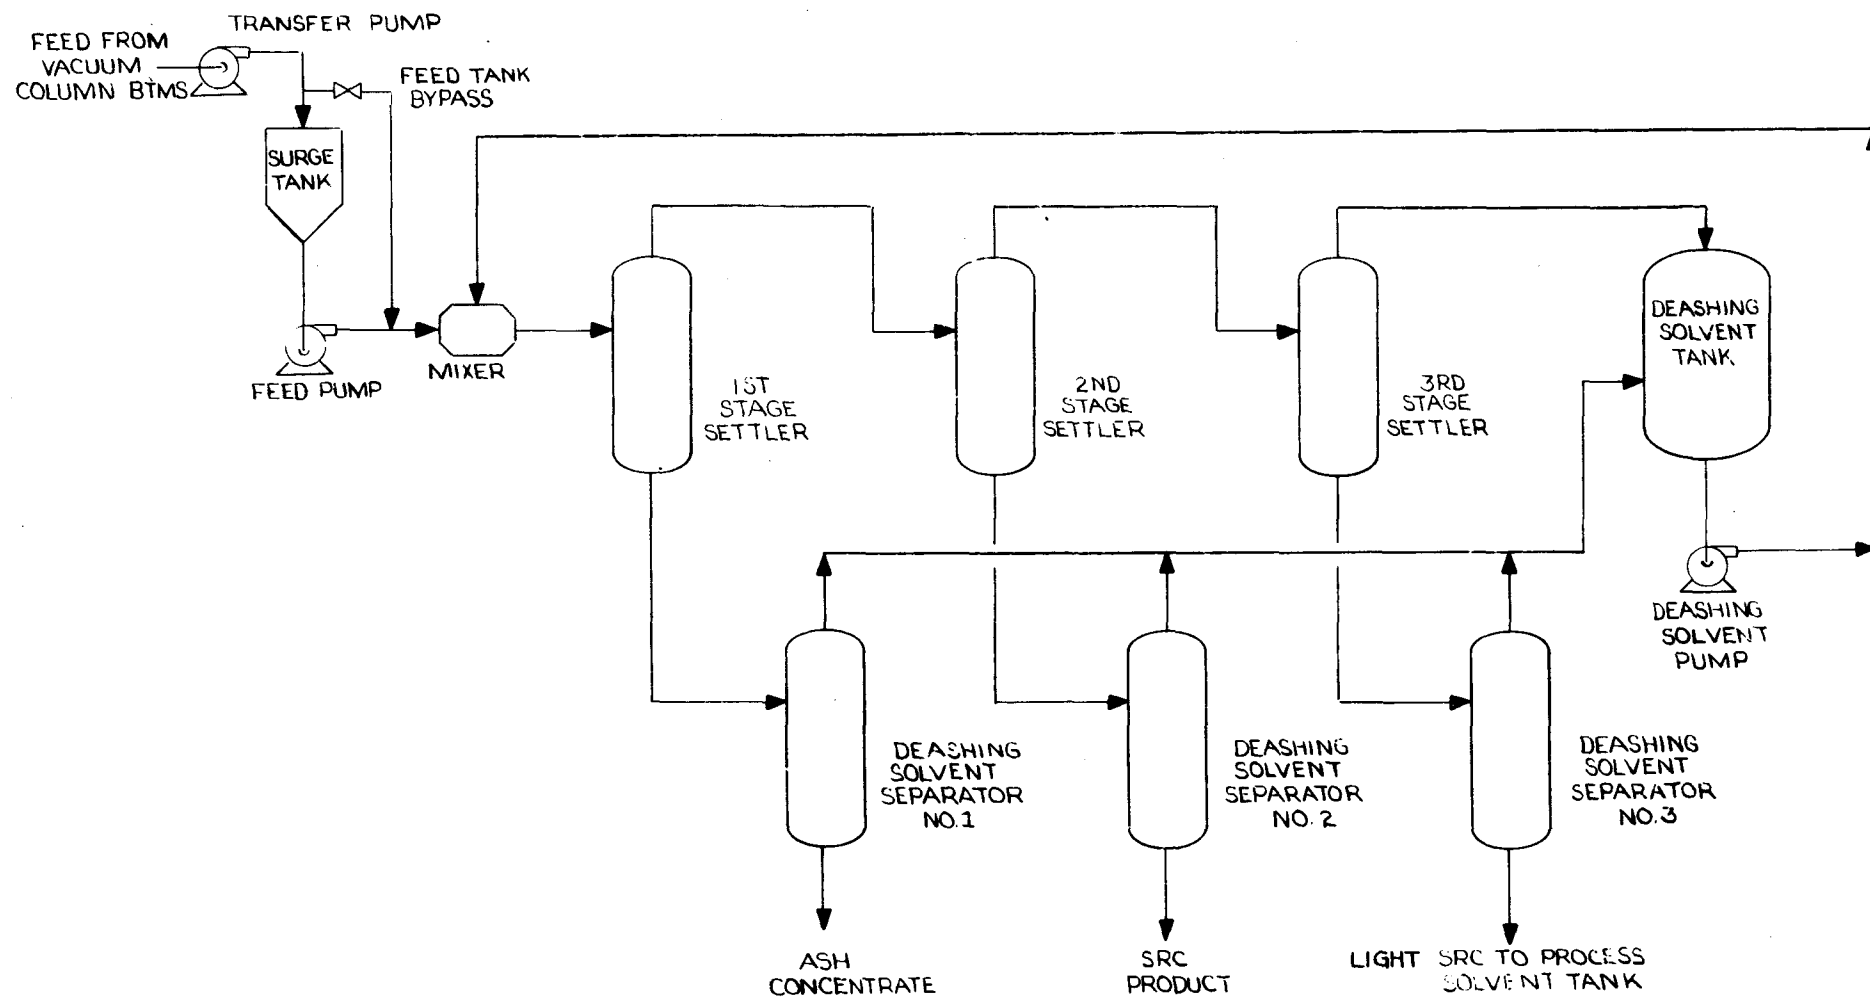 TRANSFER PUMP
FEED FROM
VACUUM
COLUMN BTMS
FEED TANK
BYPASS
SURGE
TANK
FEED PUMP
MIXER
1ST
STAGE
SETTLER
2ND
STAGE
SETTLER
3RD
STAGE
SETTLER
DEASHING
SOLVENT
TANK
DEASHING
SOLVENT
PUMP
DEASHING
SOLVENT
SEPARATOR
NO.1
DEASHING
SOLVENT
SEPARATOR
NO. 2
DEASHING
SOLVENT
SEPARATOR
NO.3
ASH
CONCENTRATE
SRC
PRODUCT
LIGHT SRC TO PROCESS
SOLVENT TANK